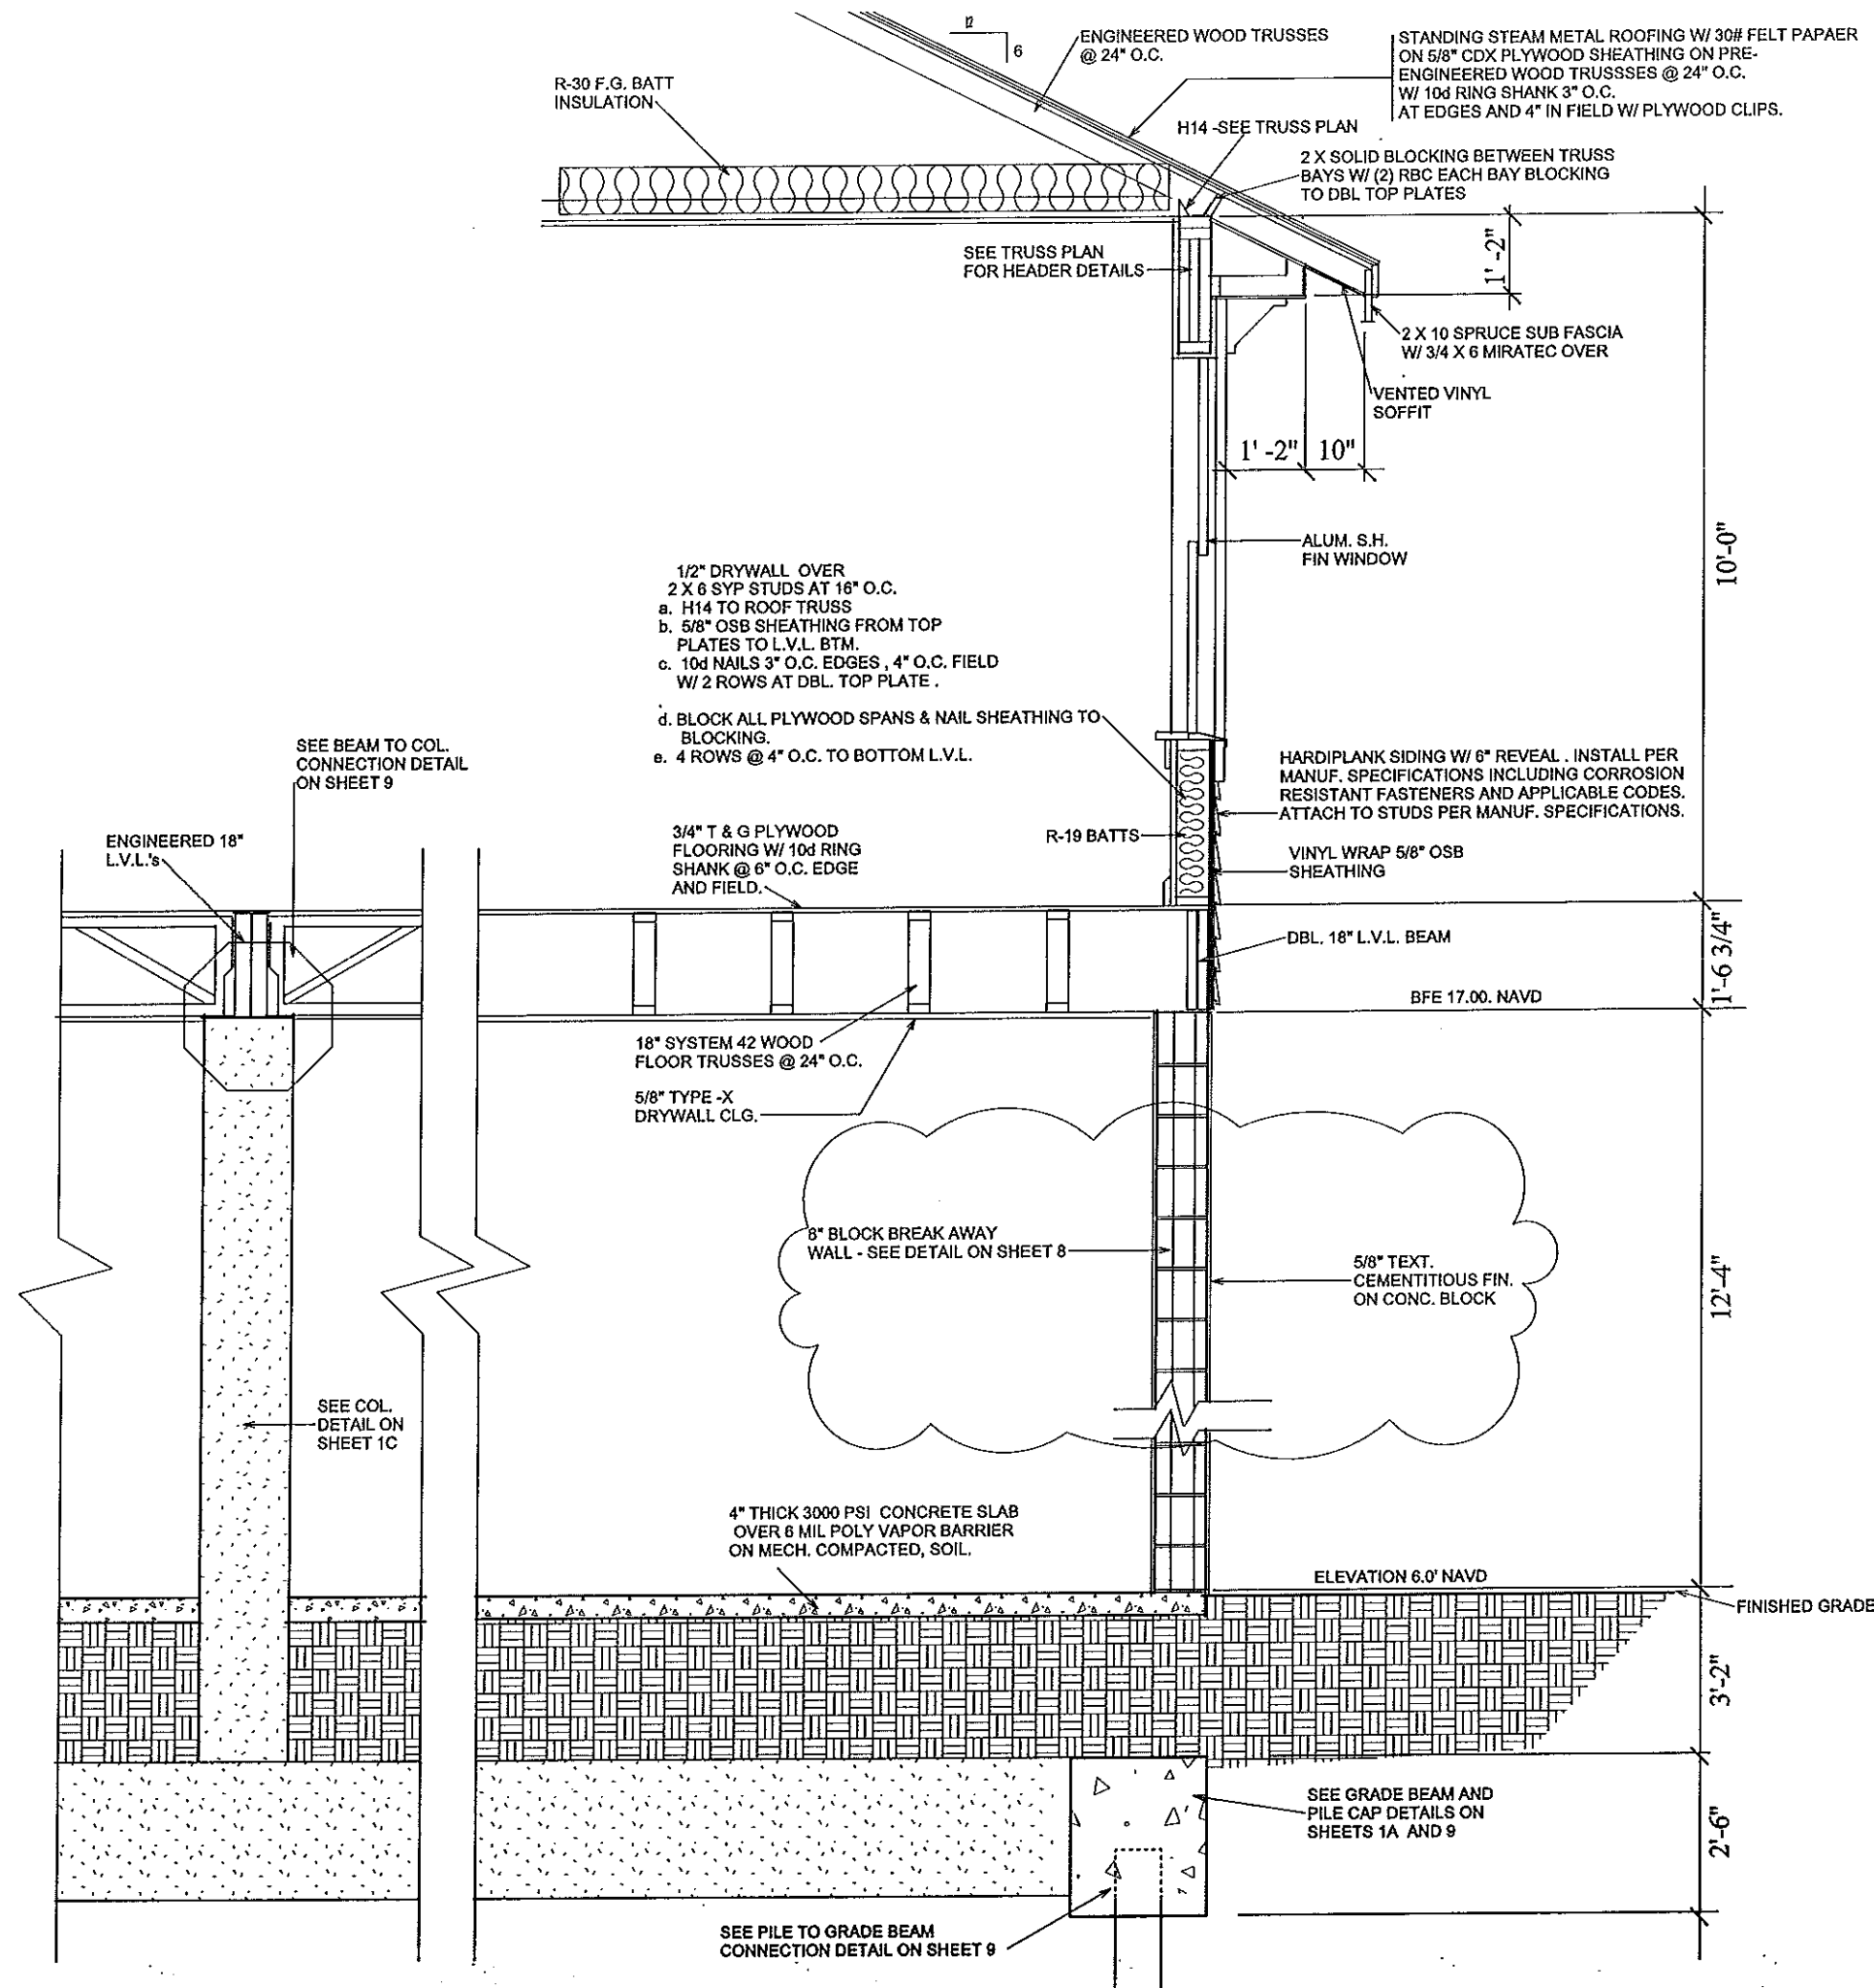 12
6
ENGINEERED WOOD TRUSSES
@ 24" O.C.
STANDING STEAM METAL ROOFING W/ 30# FELT PAPAER
ON 5/8" CDX PLYWOOD SHEATHING ON PRE-
ENGINEERED WOOD TRUSSSES @ 24" O.C.
W/ 10d RING SHANK 3" O.C.
AT EDGES AND 4" IN FIELD W/ PLYWOOD CLIPS.
R-30 F.G. BATT
INSULATION
H14 -SEE TRUSS PLAN
2 X SOLID BLOCKING BETWEEN TRUSS
BAYS W/ (2) RBC EACH BAY BLOCKING
TO DBL TOP PLATES
SEE TRUSS PLAN
FOR HEADER DETAILS
1'-2"
2 X 10 SPRUCE SUB FASCIA
W/ 3/4 X 6 MIRATEC OVER
VENTED VINYL
SOFFIT
1'-2"
10"
10'-0"
ALUM. S.H.
FIN WINDOW
1/2" DRYWALL OVER
2 X 6 SYP STUDS AT 16" O.C.
a. H14 TO ROOF TRUSS
b. 5/8" OSB SHEATHING FROM TOP
PLATES TO L.V.L. BTM.
c. 10d NAILS 3" O.C. EDGES , 4" O.C. FIELD
W/ 2 ROWS AT DBL. TOP PLATE .
d. BLOCK ALL PLYWOOD SPANS & NAIL SHEATHING TO
BLOCKING.
e. 4 ROWS @ 4" O.C. TO BOTTOM L.V.L.
SEE BEAM TO COL.
CONNECTION DETAIL
ON SHEET 9
HARDIPLANK SIDING W/ 6" REVEAL . INSTALL PER
MANUF. SPECIFICATIONS INCLUDING CORROSION
RESISTANT FASTENERS AND APPLICABLE CODES.
ATTACH TO STUDS PER MANUF. SPECIFICATIONS.
ENGINEERED 18"
L.V.L.'s
3/4" T & G PLYWOOD
FLOORING W/ 10d RING
SHANK @ 6" O.C. EDGE
AND FIELD.
R-19 BATTS
VINYL WRAP 5/8" OSB
SHEATHING
DBL. 18" L.V.L. BEAM
1'-6 3/4"
BFE 17.00. NAVD
18" SYSTEM 42 WOOD
FLOOR TRUSSES @ 24" O.C.
5/8" TYPE -X
DRYWALL CLG.
8" BLOCK BREAK AWAY
WALL - SEE DETAIL ON SHEET 8
5/8" TEXT.
CEMENTITIOUS FIN.
ON CONC. BLOCK
12'-4"
SEE COL.
DETAIL ON
SHEET 1C
4" THICK 3000 PSI CONCRETE SLAB
OVER 6 MIL POLY VAPOR BARRIER
ON MECH. COMPACTED, SOIL.
ELEVATION 6.0' NAVD
FINISHED GRADE
3'-2"
SEE GRADE BEAM AND
PILE CAP DETAILS ON
SHEETS 1A AND 9
2'-6"
SEE PILE TO GRADE BEAM
CONNECTION DETAIL ON SHEET 9